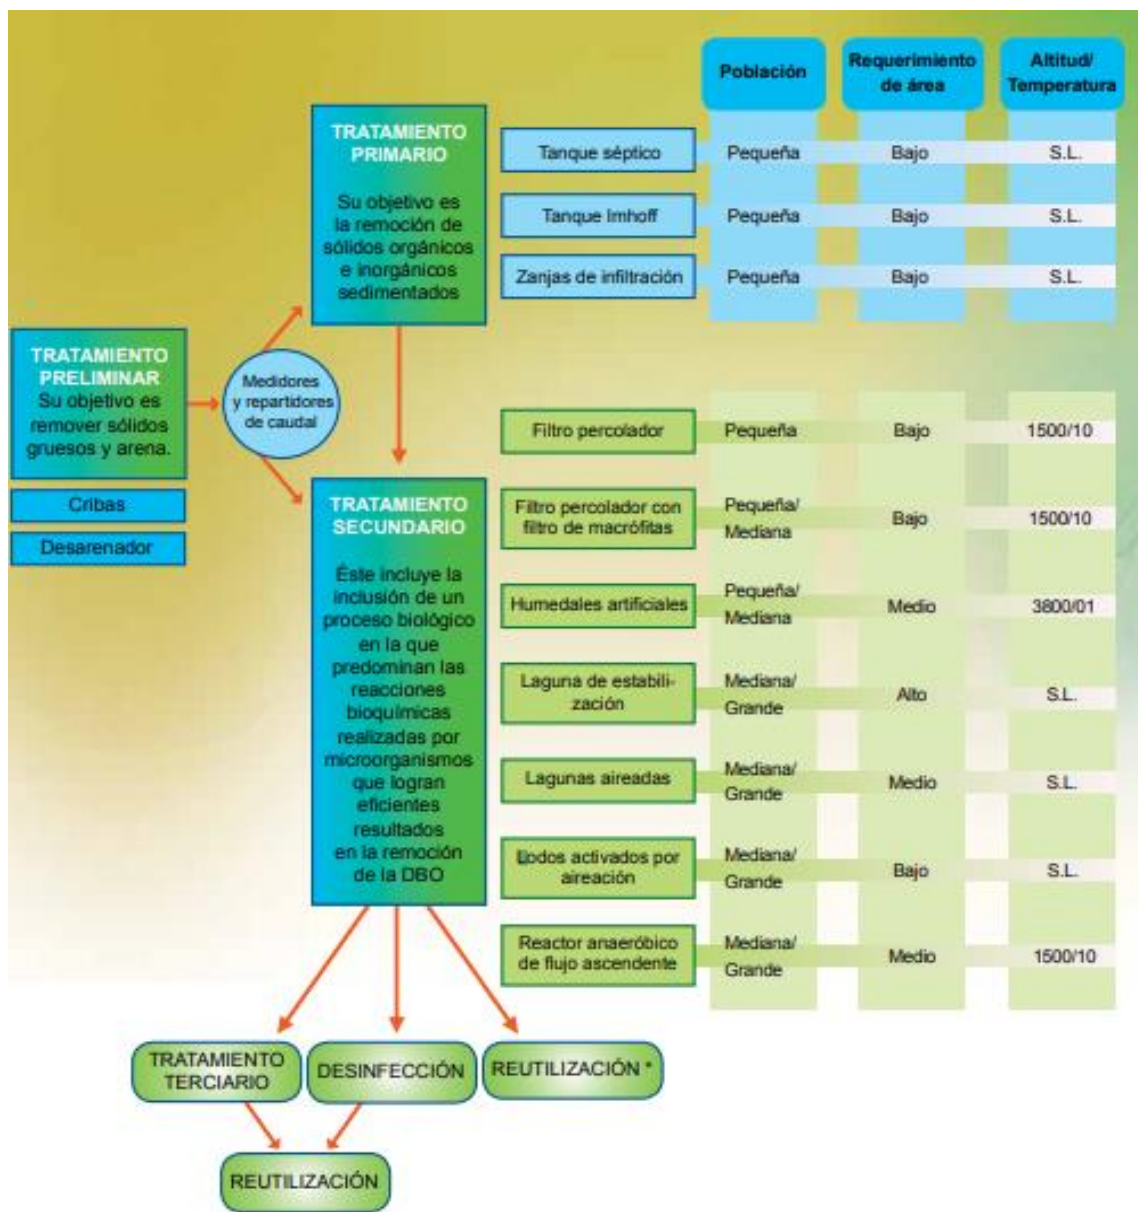 Población
Requerimiento
de área
Altitud/
Temperatura
TRATAMIENTO
PRIMARIO
Su objetivo es
la remoción de
sólidos orgánicos
e inorgánicos
sedimentados
Tanque séptico
Pequeña
Bajo
S.L.
Tanque Imhoff
Pequeña
Bajo
S.L.
Zanjas de infiltración
Pequeña
Bajo
S.L.
TRATAMIENTO
PRELIMINAR
Su objetivo es
remover sólidos
gruesos y arena.
Cribas
Desarenador
Medidores
y repartidores
de caudal
TRATAMIENTO
SECUNDARIO
Éste incluye la
inclusión de un
proceso biológico
en la que
predominan las
reacciones
bioquímicas
realizadas por
microorganismos
que logran
eficientes
resultados
en la remoción
de la DBO
Filtro percolador
Pequeña
Bajo
1500/10
Filtro percolador con
filtro de macrófitas
Pequeña/
Mediana
Bajo
1500/10
Humedales artificiales
Pequeña/
Mediana
Medio
3800/01
Laguna de estabili-
zación
Mediana/
Grande
Alto
S.L.
Lagunas aireadas
Mediana/
Grande
Medio
S.L.
Lodos activados por
aireación
Mediana/
Grande
Bajo
S.L.
Reactor anaeróbico
de flujo ascendente
Mediana/
Grande
Medio
1500/10
TRATAMIENTO
TERCIARIO
DESINFECCIÓN
REUTILIZACIÓN *
REUTILIZACIÓN